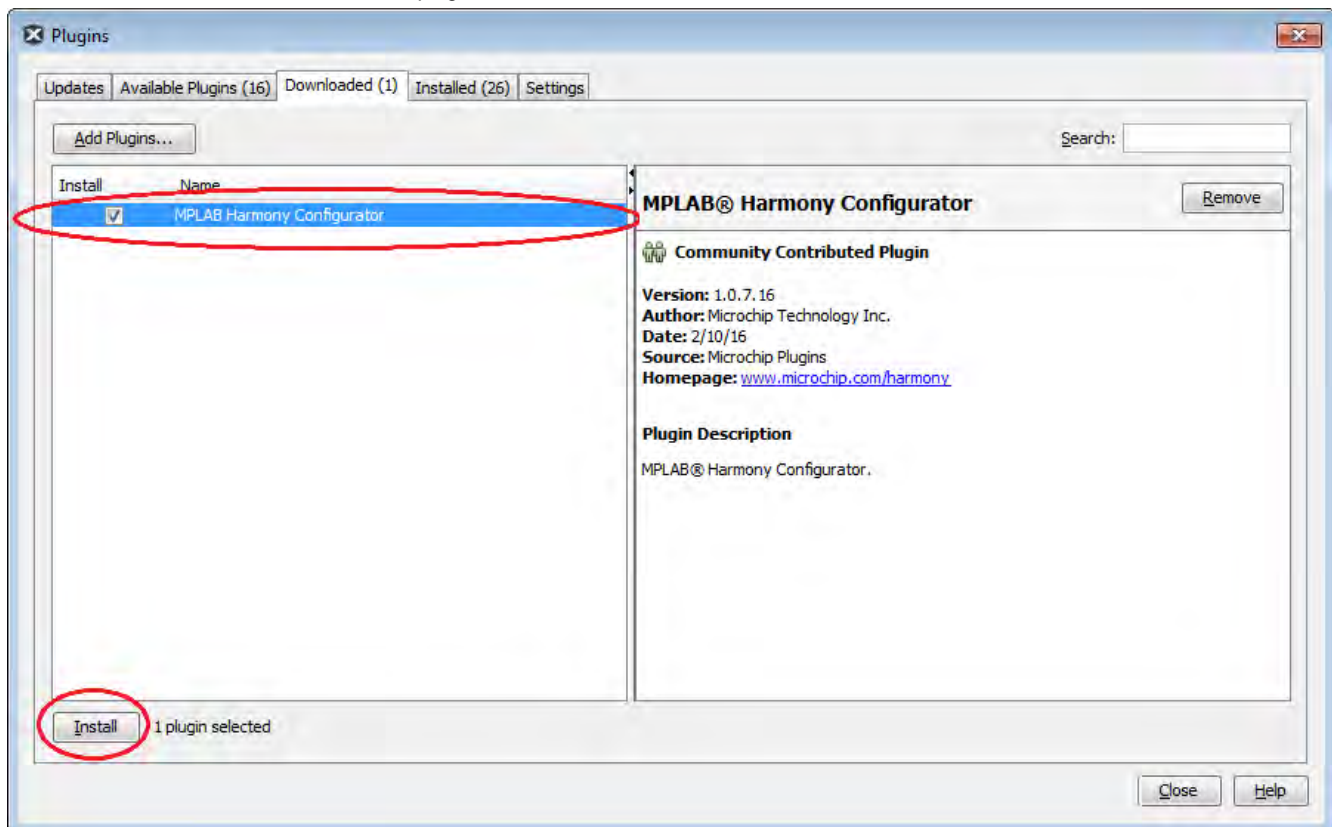 Plugins
Updates Available Plugins (16) Downloaded (1) Installed (26) Settings
Add Plugins... Search:
Install Name
MPLAB Harmony Configurator
MPLAB® Harmony Configurator Remove
Community Contributed Plugin
Version: 1.0.7.16
Author: Microchip Technology Inc.
Date: 2/10/16
Source: Microchip Plugins
Homepage: www.microchip.com/harmony
Plugin Description
MPLAB® Harmony Configurator.
Install 1 plugin selected
Close Help